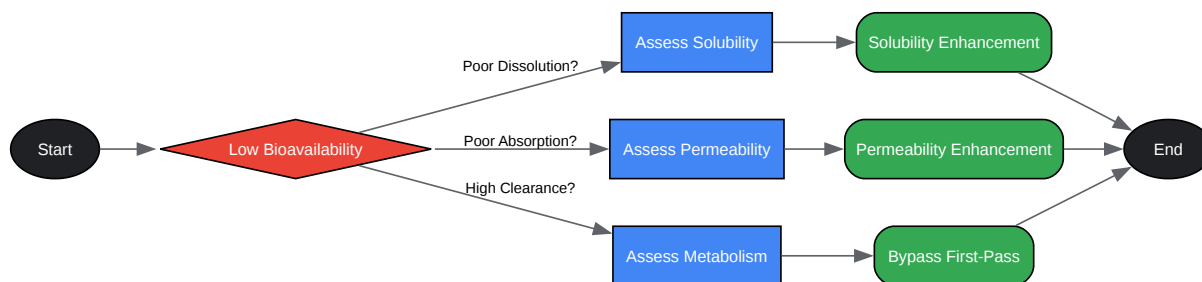 Start
Low Bioavailability
Poor Dissolution?
Assess Solubility
Solubility Enhancement
Poor Absorption?
Assess Permeability
Permeability Enhancement
High Clearance?
Assess Metabolism
Bypass First-Pass
End